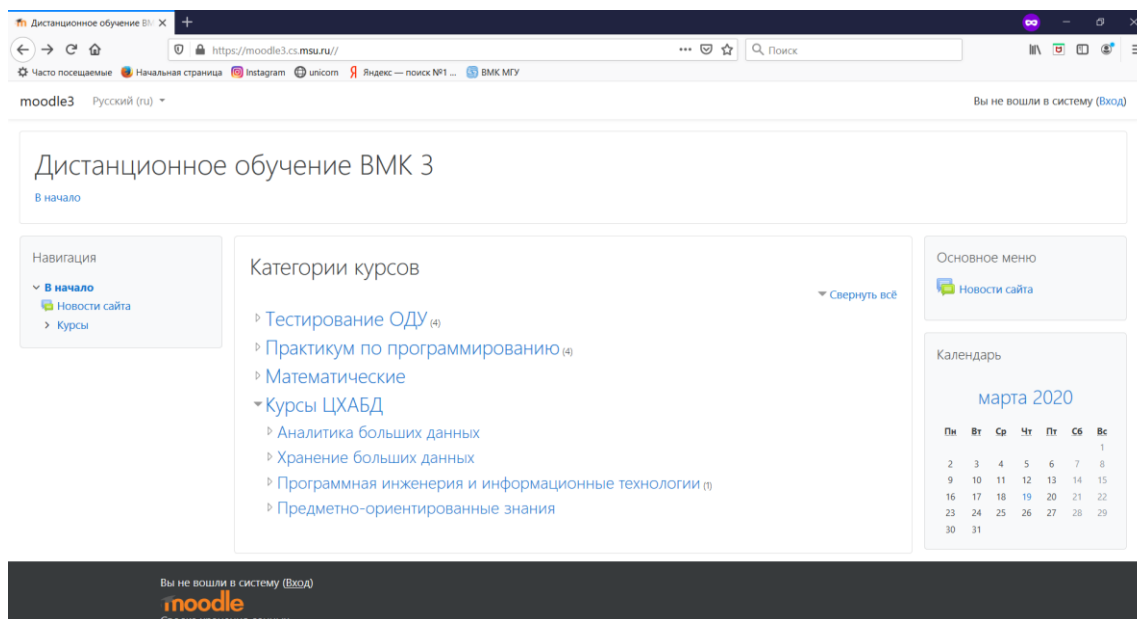 Дистанционное обучение ВМ
https://moodle3.cs.msu.ru//
Поиск
Часто посещаемые Начальная страница Instagram unicorn Яндекс — поиск №1 ... ВМК МГУ
moodle3 Русский (ru) Вы не вошли в систему (Вход)
Дистанционное обучение ВМК 3
В начало
Навигация
В начало
Новости сайта
Курсы
Категории курсов
Свернуть всё
Тестирование ОДУ (4)
Практикум по программированию (4)
Математические
Курсы ЦХАБД
Аналитика больших данных
Хранение больших данных
Программная инженерия и информационные технологии (1)
Предметно-ориентированные знания
Основное меню
Новости сайта
Календарь
марта 2020
Пн Вт Ср Чт Пт Сб Вс
1
2 3 4 5 6 7 8
9 10 11 12 13 14 15
16 17 18 19 20 21 22
23 24 25 26 27 28 29
30 31
Вы не вошли в систему (Вход)
moodle